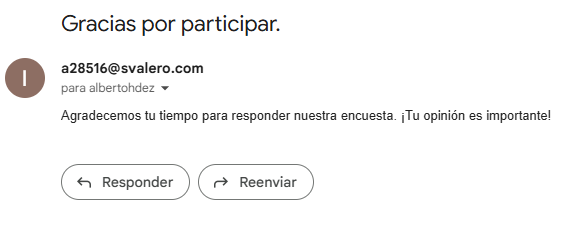 Gracias por participar.
I
a28516@svalero.com
para albertohdez
Agradecemos tu tiempo para responder nuestra encuesta. ¡Tu opinión es importante!
Responder
Reenviar